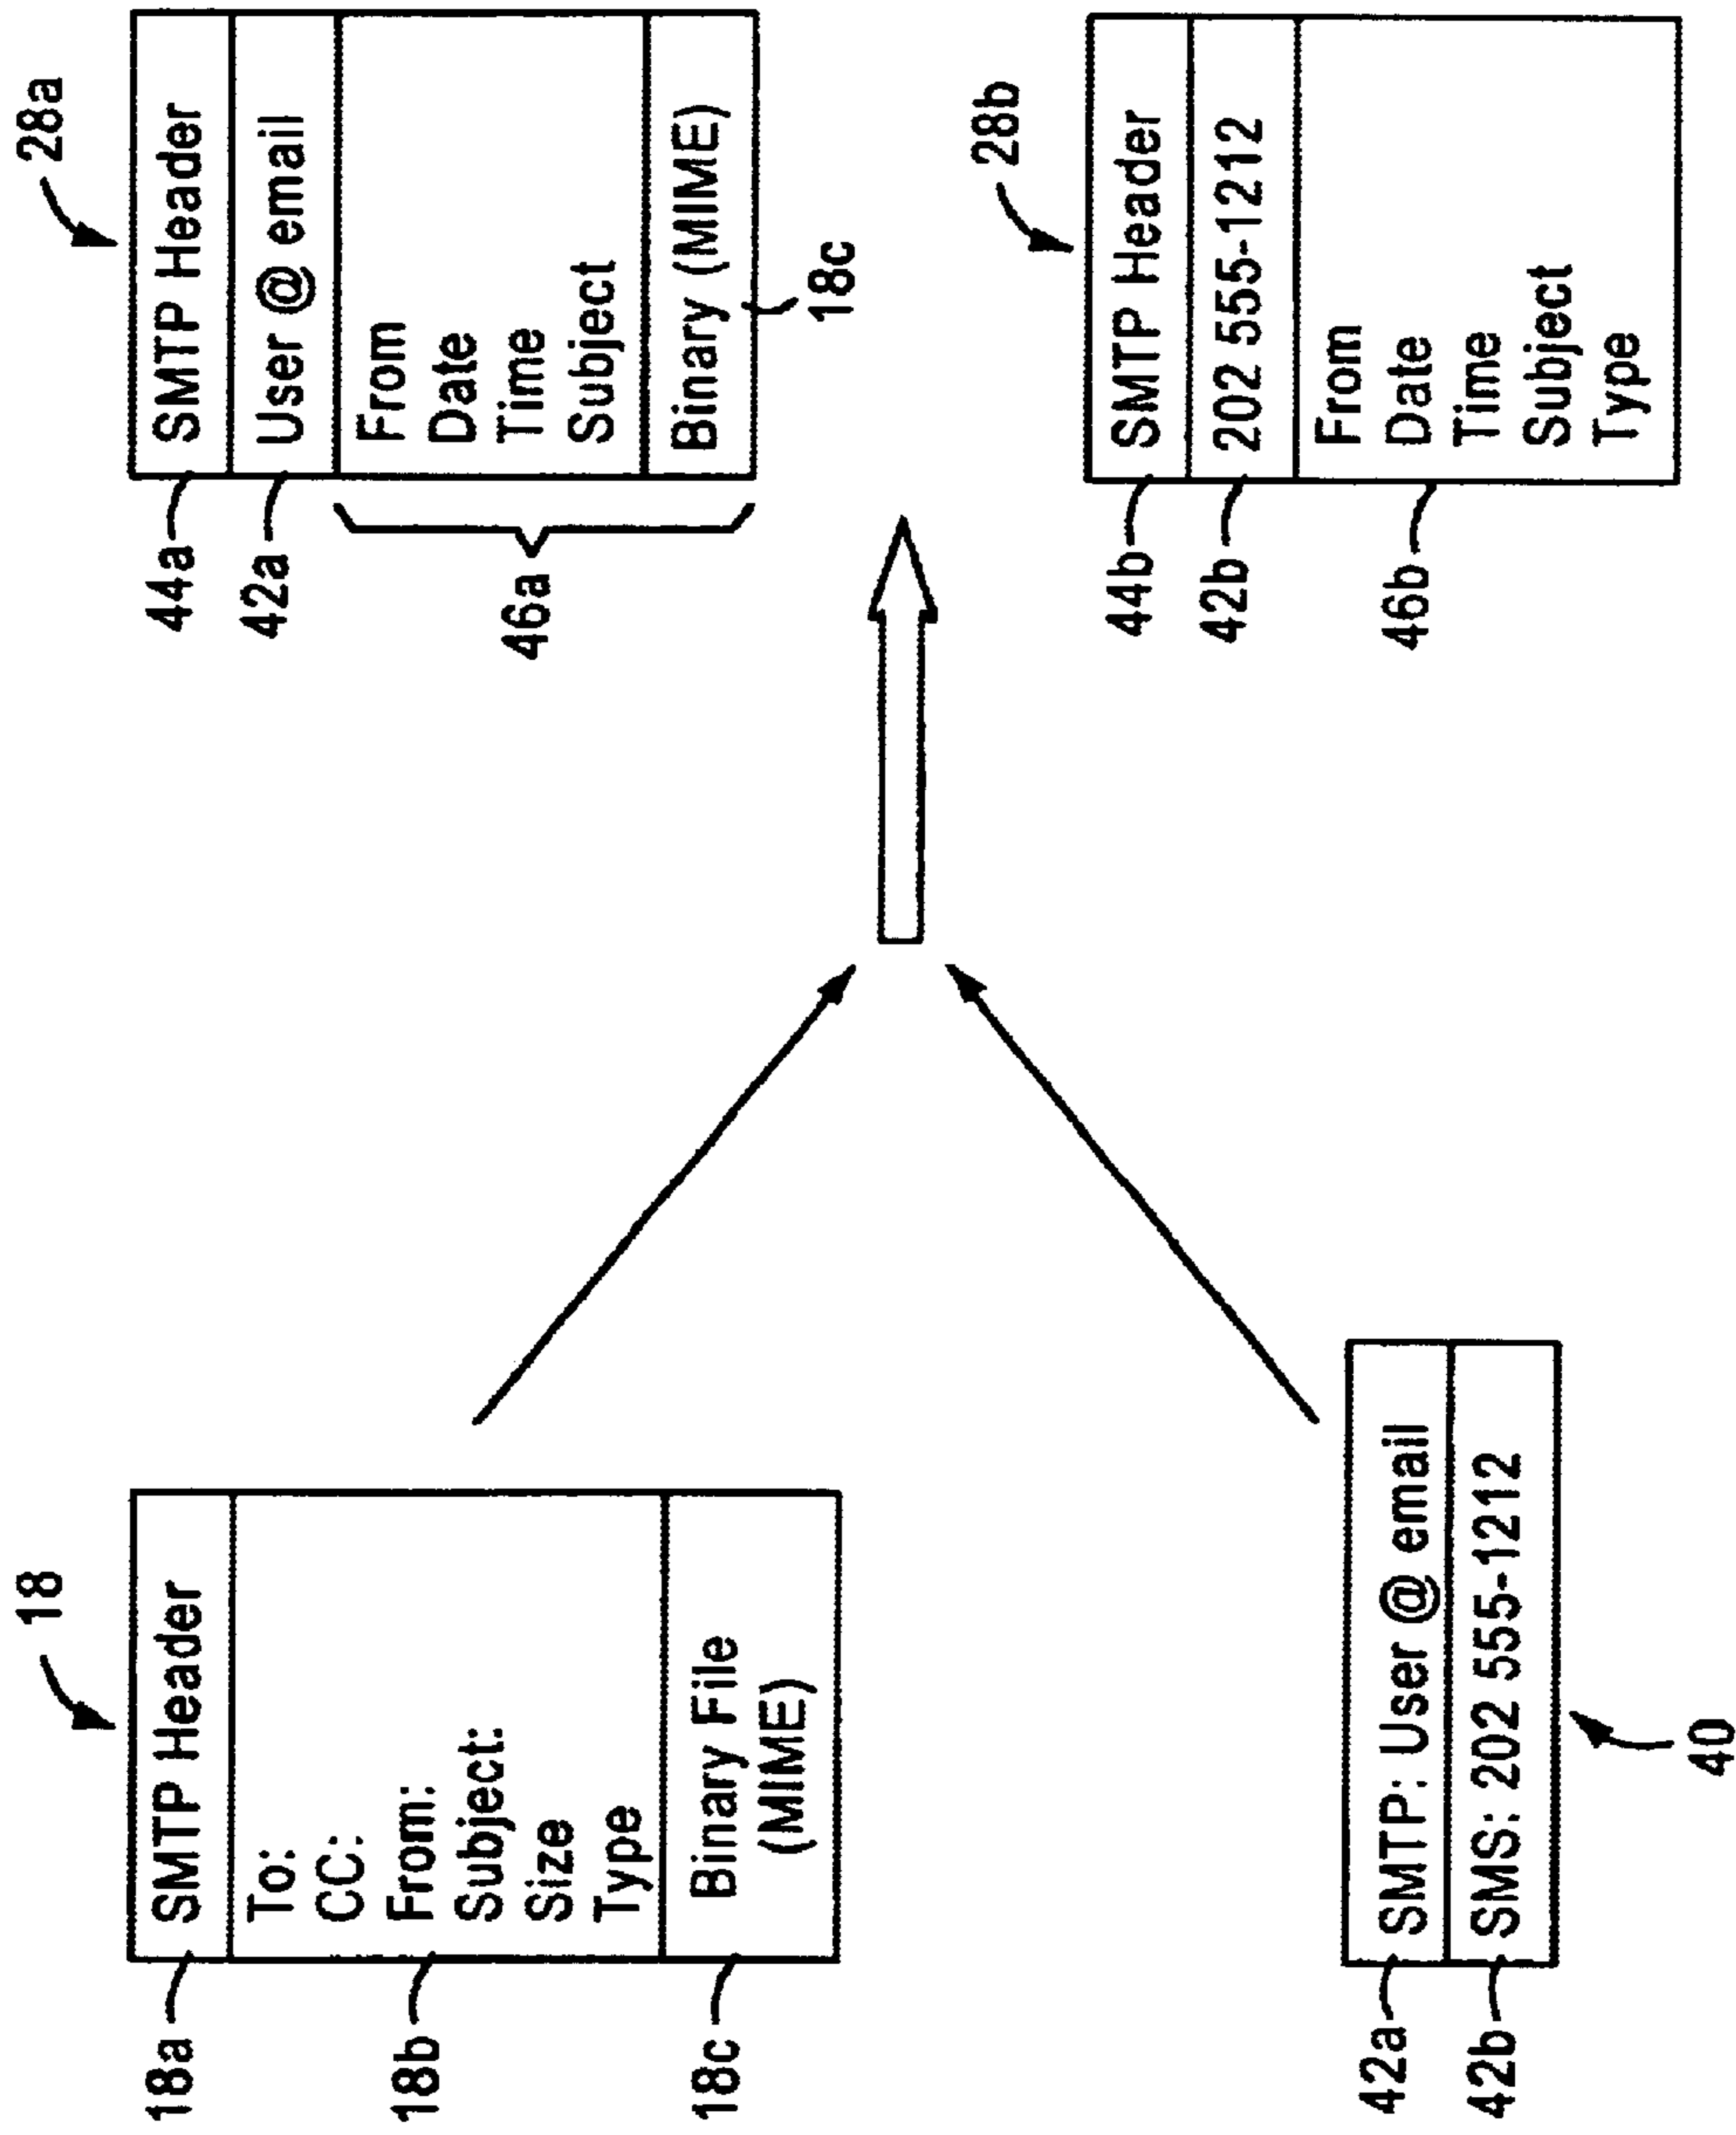 18
18a
SMTP Header
18b
To:
CC:
From:
Subject:
Size
Type
18c
Binary File
(MIME)
42a
SMTP: User @ email
42b
SMS: 202 555-1212
40
28a
44a
SMTP Header
42a
User @ email
46a
From
Date
Time
Subject
Binary (MIME)
18c
28b
44b
SMTP Header
42b
202 555-1212
46b
From
Date
Time
Subject
Type